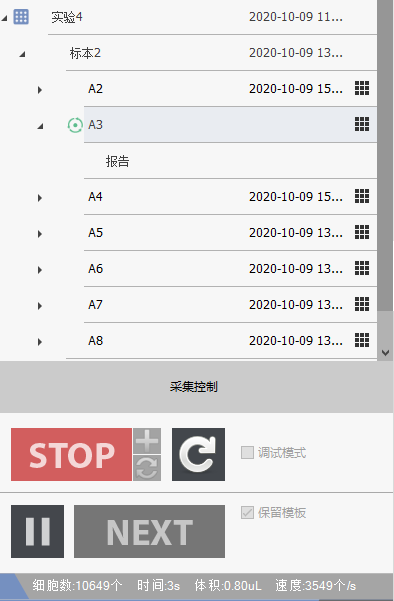 实验4 2020-10-09 11...
标本2 2020-10-09 13...
A2 2020-10-09 15...
A3
报告
A4 2020-10-09 15...
A5 2020-10-09 13...
A6 2020-10-09 13...
A7 2020-10-09 13...
A8 2020-10-09 13...
采集控制
STOP
调试模式
NEXT
保留模板
细胞数:10649个 时间:3s 体积:0.80uL 速度:3549个/s